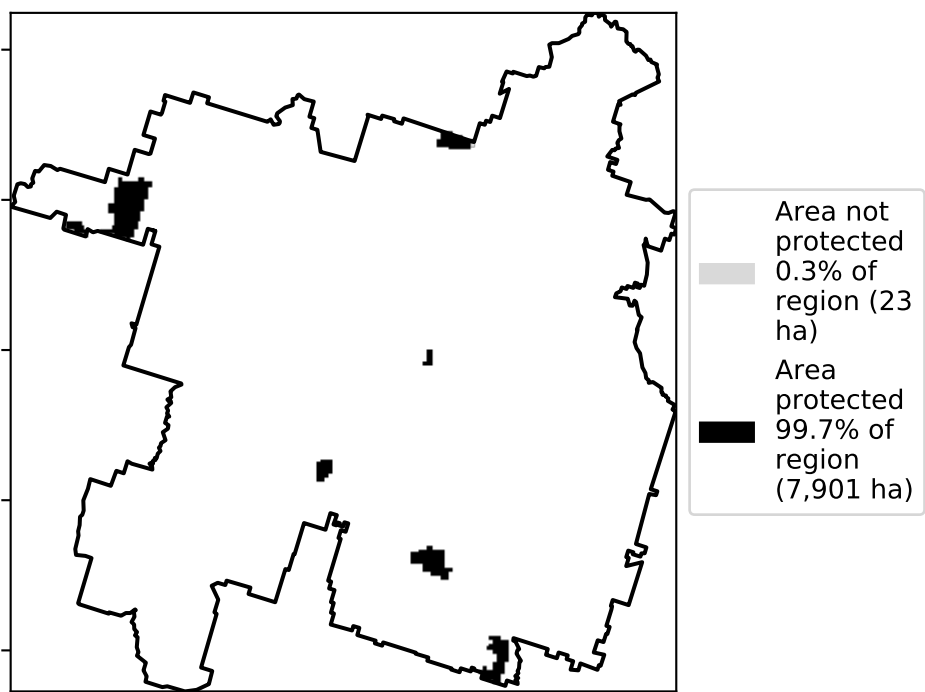 Area not
protected
0.3% of
region (23
ha)
Area
protected
99.7% of
region
(7,901 ha)